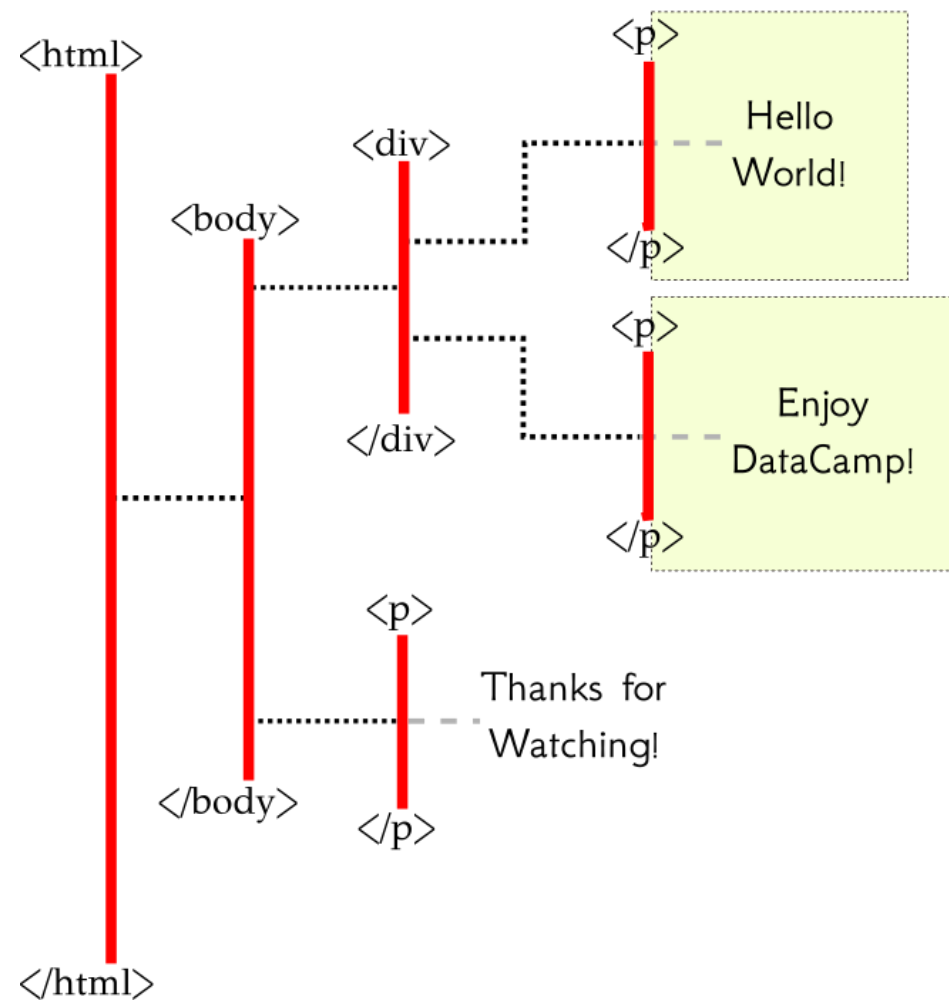 <html>
<body>
<div>
<p>
Hello
World!
</p>
<p>
Enjoy
DataCamp!
</p>
</div>
<p>
Thanks for
Watching!
</p>
</body>
</html>